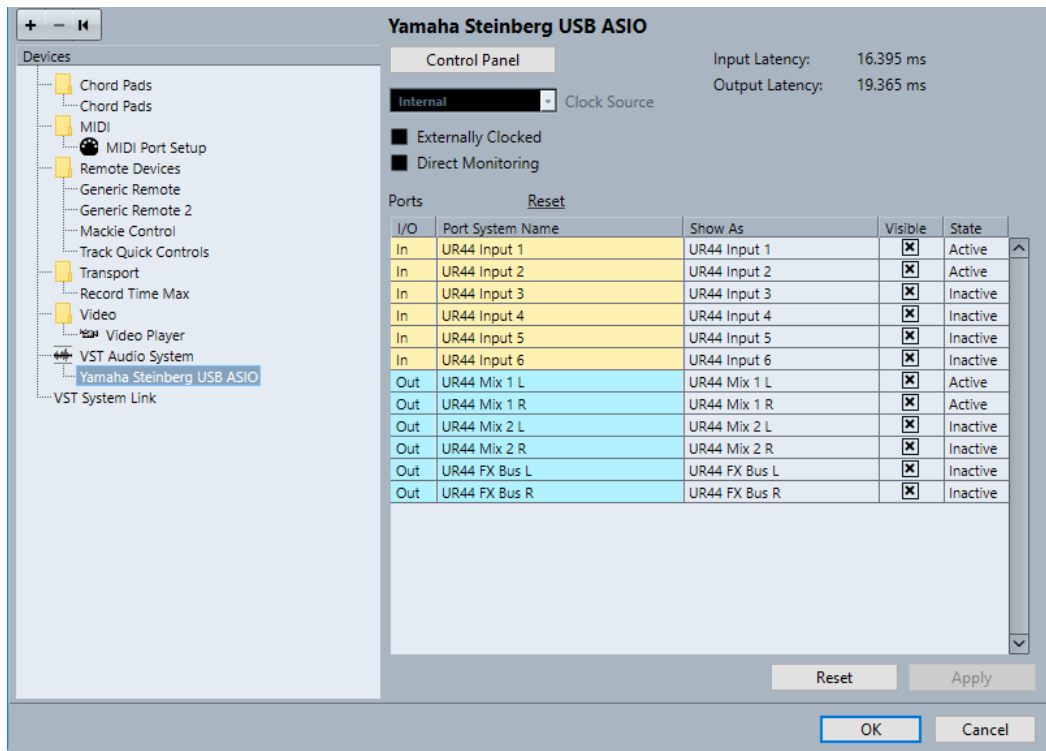 Yamaha Steinberg USB ASIO
Devices
Chord Pads
Chord Pads
MIDI
MIDI Port Setup
Remote Devices
Generic Remote
Generic Remote 2
Mackie Control
Track Quick Controls
Transport
Record Time Max
Video
Video Player
VST Audio System
Yamaha Steinberg USB ASIO
VST System Link
Control Panel
Input Latency: 16.395 ms
Output Latency: 19.365 ms
Internal Clock Source
Externally Clocked
Direct Monitoring
Ports Reset
I/O Port System Name Show As Visible State
In UR44 Input 1 UR44 Input 1 Active
In UR44 Input 2 UR44 Input 2 Active
In UR44 Input 3 UR44 Input 3 Inactive
In UR44 Input 4 UR44 Input 4 Inactive
In UR44 Input 5 UR44 Input 5 Inactive
In UR44 Input 6 UR44 Input 6 Inactive
Out UR44 Mix 1 L UR44 Mix 1 L Active
Out UR44 Mix 1 R UR44 Mix 1 R Active
Out UR44 Mix 2 L UR44 Mix 2 L Inactive
Out UR44 Mix 2 R UR44 Mix 2 R Inactive
Out UR44 FX Bus L UR44 FX Bus L Inactive
Out UR44 FX Bus R UR44 FX Bus R Inactive
Reset Apply
OK Cancel